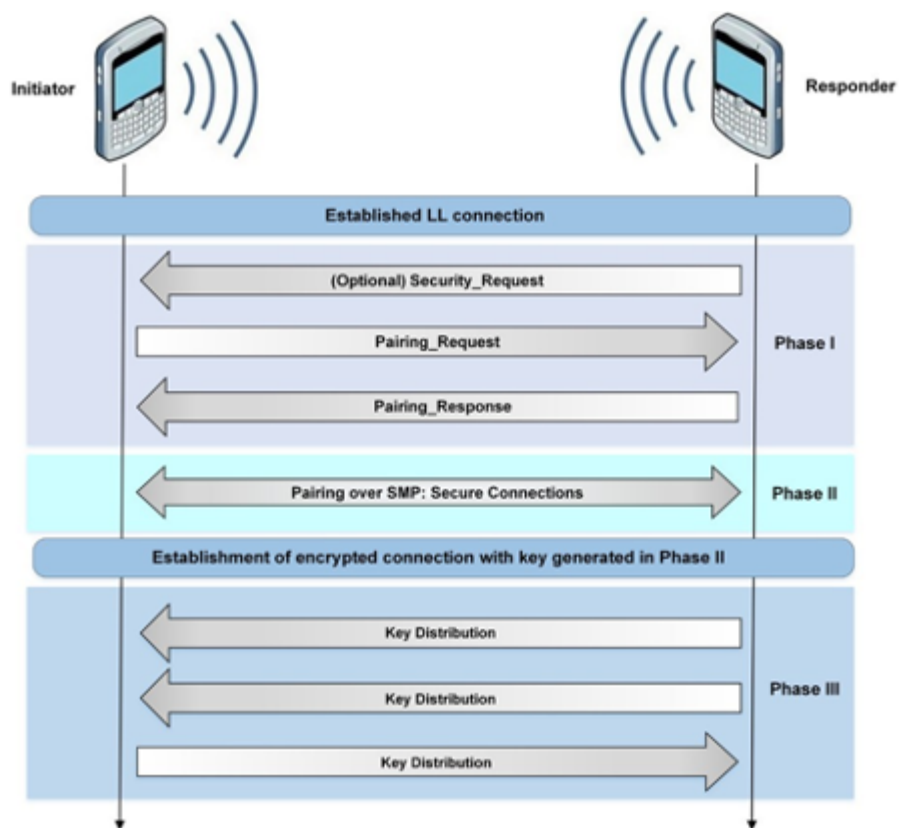 Initiator
Responder
Established LL connection
(Optional) Security_Request
Pairing_Request
Phase I
Pairing_Response
Pairing over SMP: Secure Connections
Phase II
Establishment of encrypted connection with key generated in Phase II
Key Distribution
Key Distribution
Phase III
Key Distribution